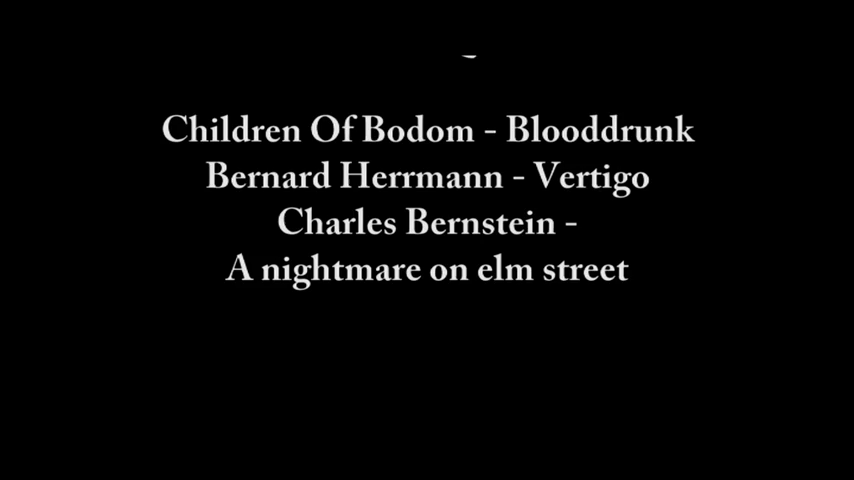 Children Of Bodom - Blooddrunk
Bernard Herrmann - Vertigo
Charles Bernstein -
A nightmare on elm street